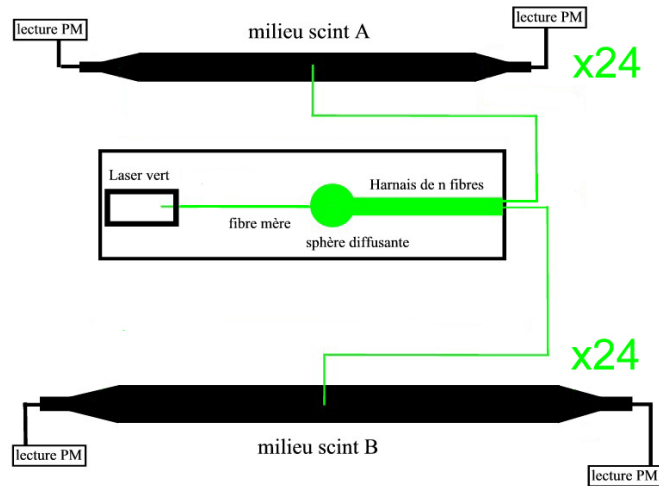 lecture PM
milieu scint A
lecture PM
x24
Laser vert
Harnais de n fibres
fibre mère
sphère diffusante
x24
milieu scint B
lecture PM
lecture PM